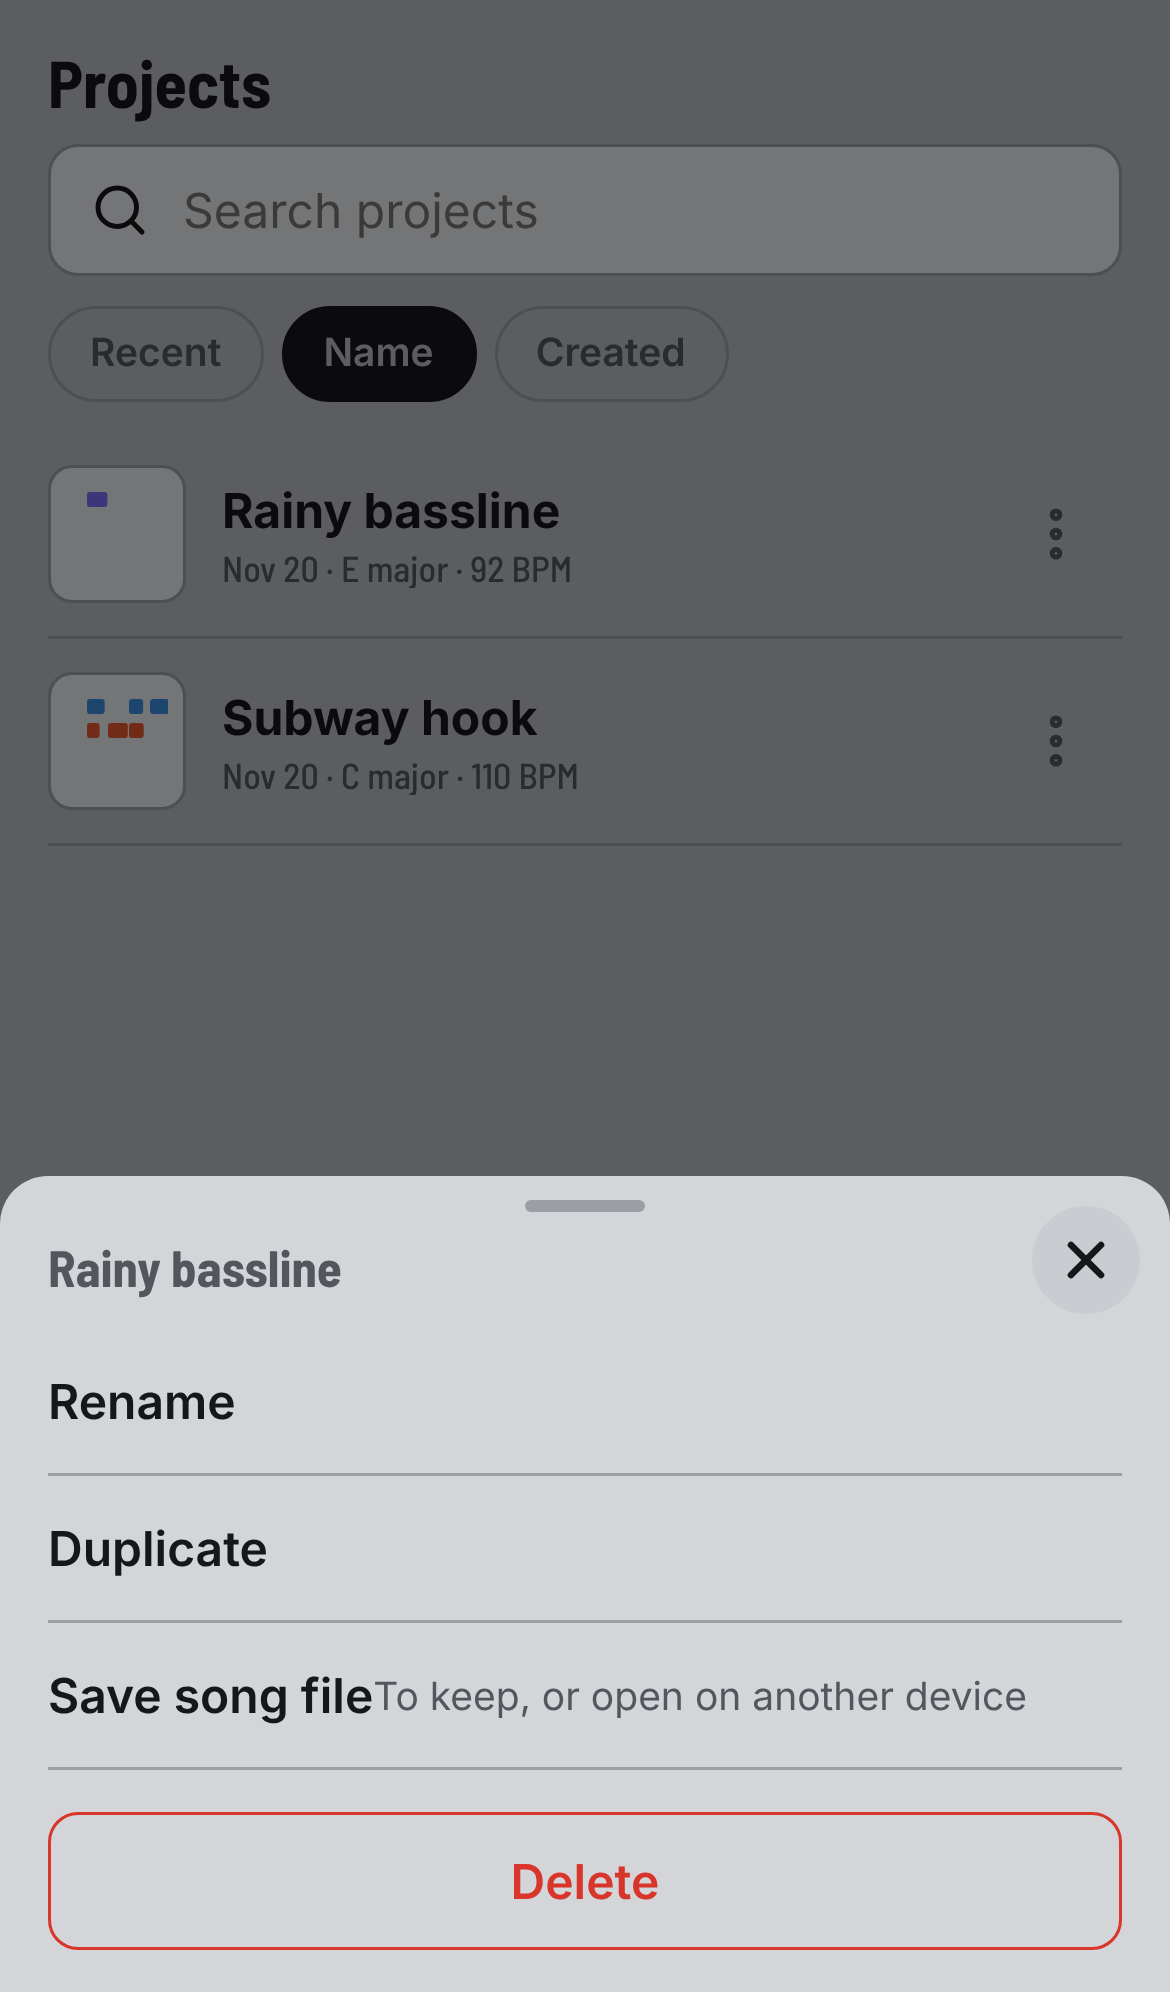 Projects
Search projects
Recent Name Created
Rainy bassline
Nov 20 · E major · 92 BPM
Subway hook
Nov 20 · C major · 110 BPM
Rainy bassline
Rename
Duplicate
Save song file To keep, or open on another device
Delete